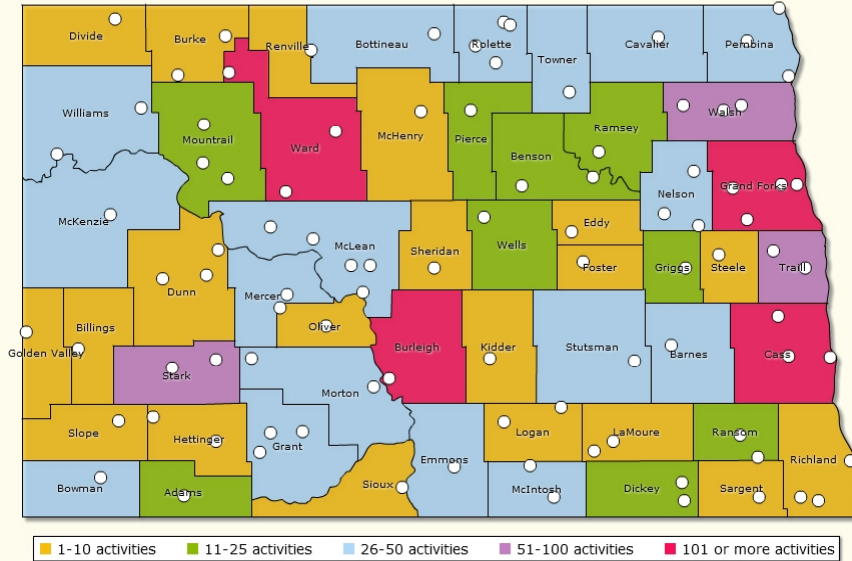 Divide
Burke
Renville
Bottineau
Rolette
Towner
Cavalier
Pembina
Williams
Mountrail
Ward
McHenry
Pierce
Benson
Ramsey
Walsh
McKenzie
Nelson
Grand Forks
McLean
Sheridan
Wells
Eddy
Foster
Griggs
Steele
Traill
Dunn
Mercer
Oliver
Billings
Golden Valley
Burleigh
Kidder
Stutsman
Barnes
Cass
Stark
Morton
Slope
Hettinger
Grant
Emmons
Logan
LaMoure
Ransom
Richland
Bowman
Adams
Sioux
McIntosh
Dickey
Sargent
1-10 activities 11-25 activities 26-50 activities 51-100 activities 101 or more activities